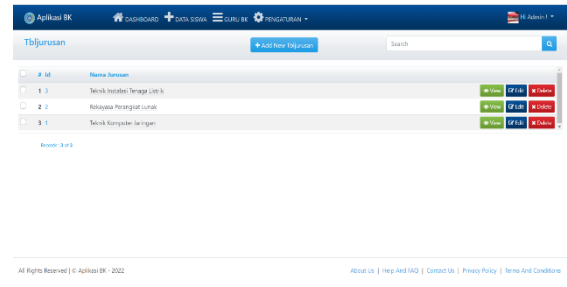 Aplikasi BK DASHBOARD DATA SISWA GURU BK PENGATURAN Hi Admin !
Tbljurusan + Add New Tbljurusan Search
# Id Nama Jurusan
1 3 Teknik Instalasi Tenaga Listrik View Edit Delete
2 2 Rekayasa Perangkat Lunak View Edit Delete
3 1 Teknik Komputer Jaringan View Edit Delete
Records : 3 of 3
All Rights Reserved | © Aplikasi BK - 2022 About Us | Help And FAQ | Contact Us | Privacy Policy | Terms And Conditions